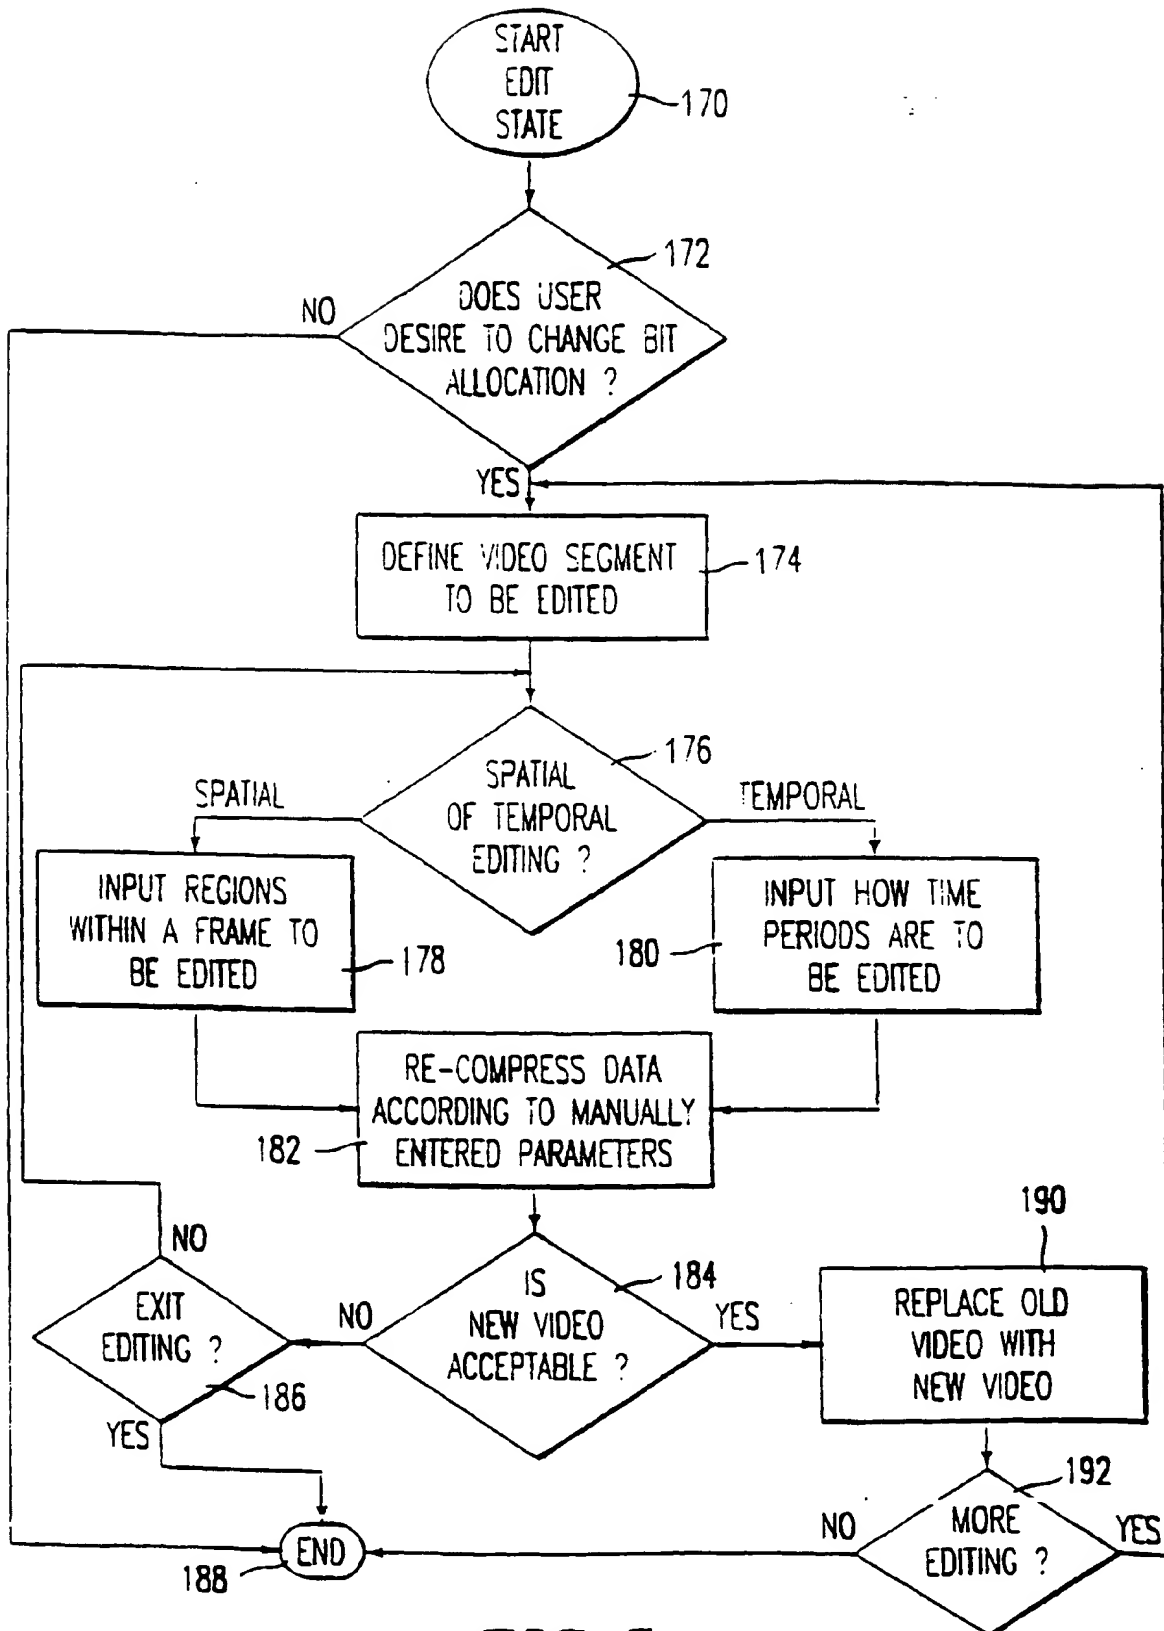 START
EDIT
STATE
170
172
DOES USER
DESIRE TO CHANGE BIT
ALLOCATION ?
NO
YES
DEFINE VIDEO SEGMENT
TO BE EDITED
174
176
SPATIAL
OF TEMPORAL
EDITING ?
SPATIAL
TEMPORAL
INPUT REGIONS
WITHIN A FRAME TO
BE EDITED
178
INPUT HOW TIME
PERIODS ARE TO
BE EDITED
180
RE-COMPRESS DATA
ACCORDING TO MANUALLY
ENTERED PARAMETERS
182
IS
NEW VIDEO
ACCEPTABLE ?
184
NO
YES
EXIT
EDITING ?
186
NO
YES
190
REPLACE OLD
VIDEO WITH
NEW VIDEO
192
MORE
EDITING ?
NO
YES
END
188